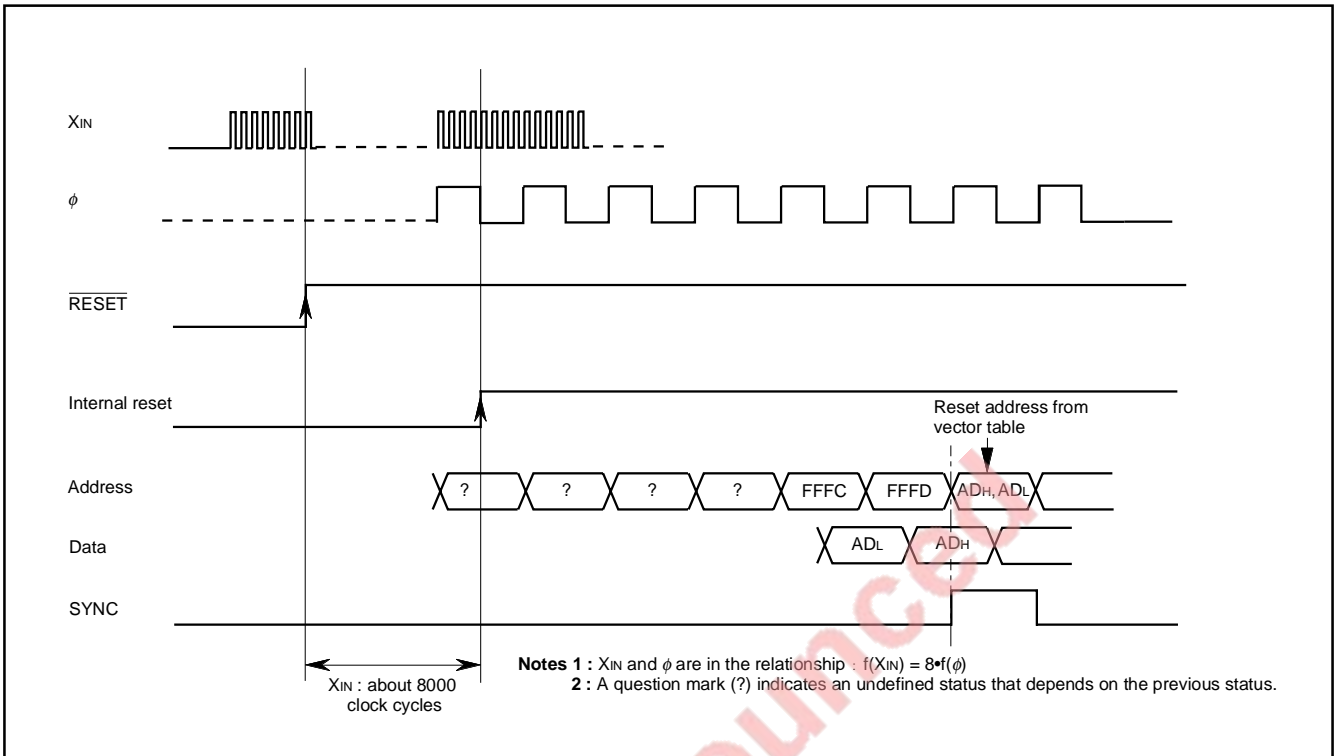 XIN
ϕ
RESET
Internal reset
Reset address from
vector table
Address
? ? ? ? FFFC FFFD ADH, ADL
Data
ADL ADH
SYNC
XIN : about 8000
clock cycles
Notes 1 : XIN and ϕ are in the relationship : f(XIN) = 8•f(ϕ)
2 : A question mark (?) indicates an undefined status that depends on the previous status.